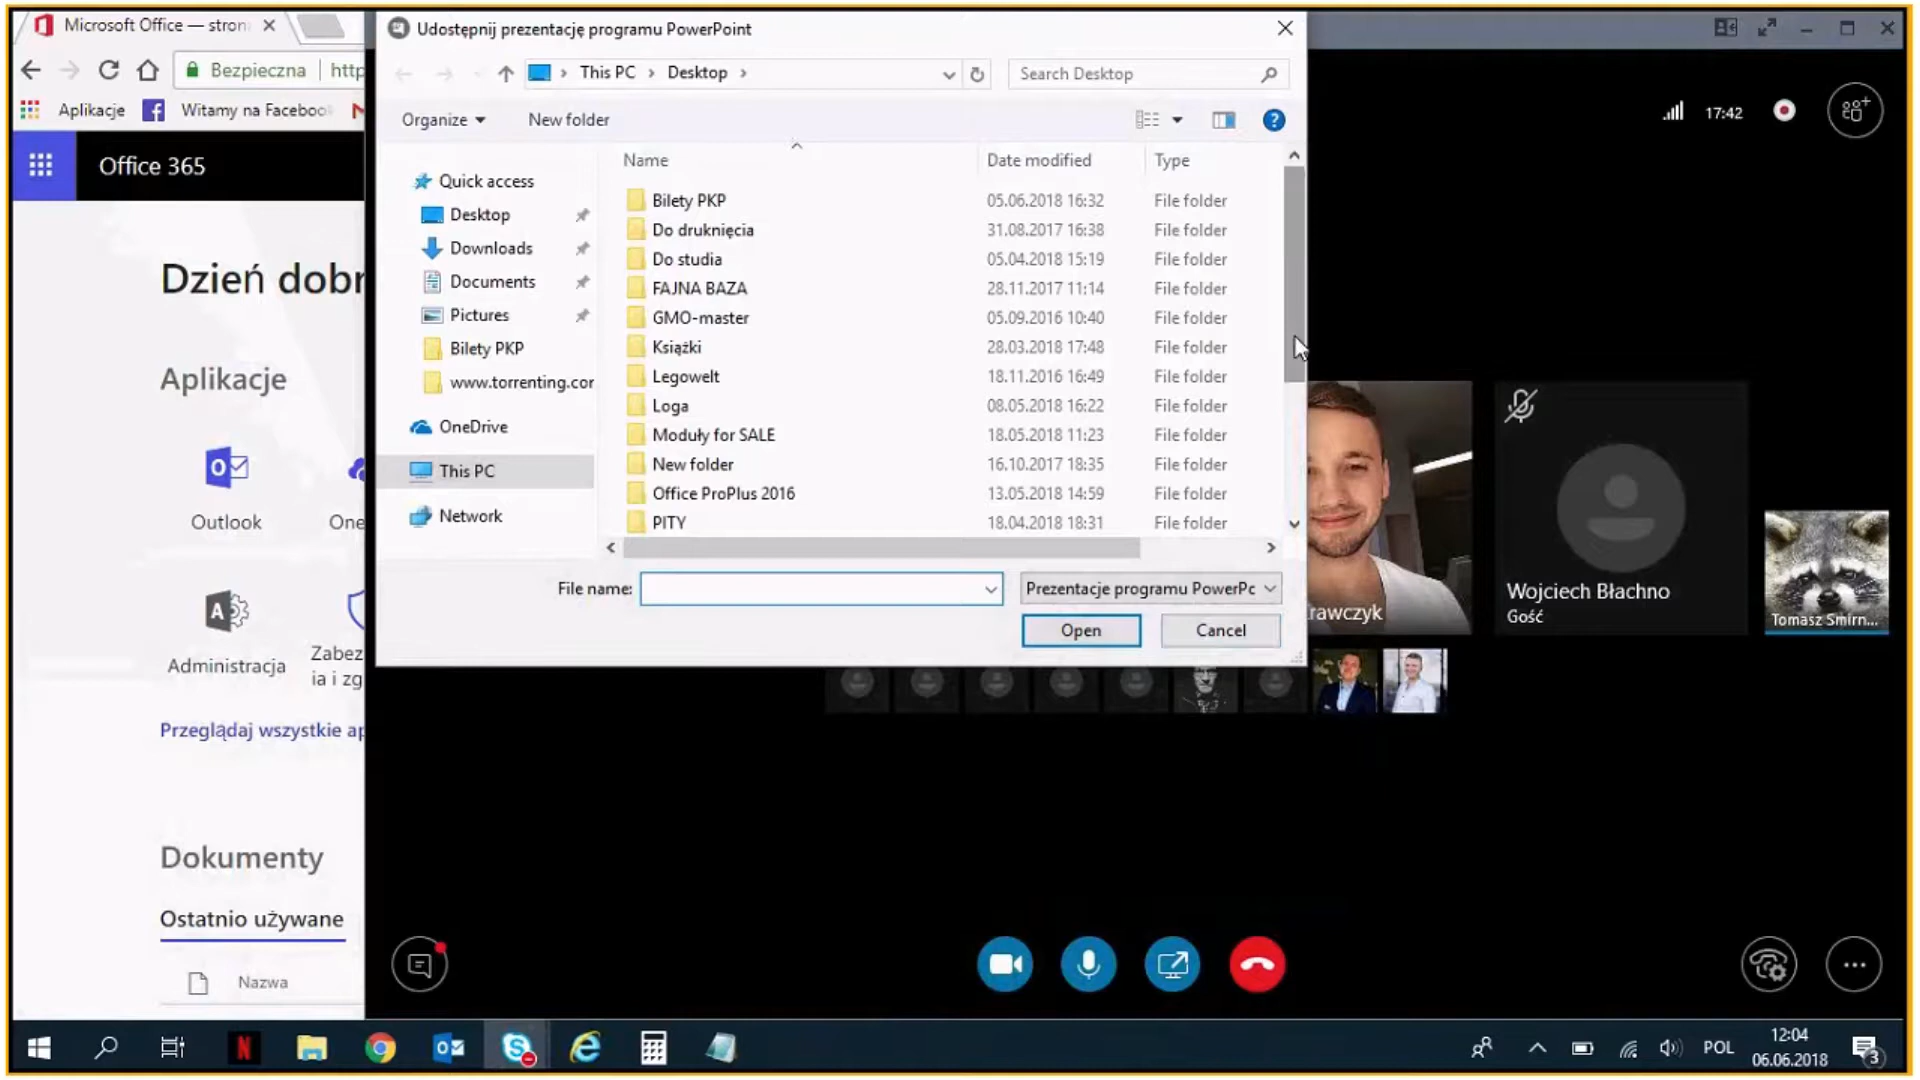 Microsoft Office — stron
Bezpieczna
http
Aplikacje
Witamy na Faceboo
Office 365
Dzień dobr
Aplikacje
Outlook
One
Administracja
Zabez
ia i zg
Przeglądaj wszystkie ap
Dokumenty
Ostatnio używane
Nazwa
Udostępnij prezentację programu PowerPoint
This PC
Desktop
Search Desktop
Organize
New folder
Quick access
Desktop
Downloads
Documents
Pictures
Bilety PKP
www.torrenting.cor
OneDrive
This PC
Network
Name Date modified Type
Bilety PKP 05.06.2018 16:32 File folder
Do druknięcia 31.08.2017 16:38 File folder
Do studia 05.04.2018 15:19 File folder
FAJNA BAZA 28.11.2017 11:14 File folder
GMO-master 05.09.2016 10:40 File folder
Książki 28.03.2018 17:48 File folder
Legowelt 18.11.2016 16:49 File folder
Loga 08.05.2018 16:22 File folder
Moduły for SALE 18.05.2018 11:23 File folder
New folder 16.10.2017 18:35 File folder
Office ProPlus 2016 13.05.2018 14:59 File folder
PITY 18.04.2018 18:31 File folder
File name:
Prezentacje programu PowerPc
Open
Cancel
17:42
rawczyk
Wojciech Błachno
Gość
Tomasz Smirn...
POL
12:04
06.06.2018
3